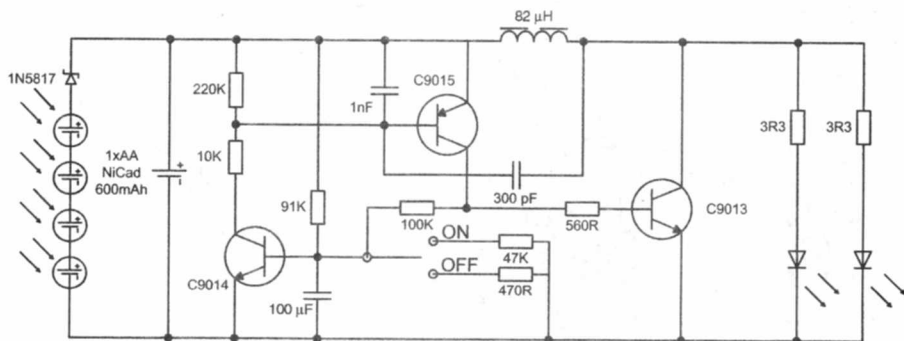 82 µH
1N5817
220K
1nF
C9015
3R3
3R3
1xAA
NiCad
600mAh
+
10K
91K
300 pF
100K
560R
C9013
ON
47K
OFF
470R
C9014
100 µF